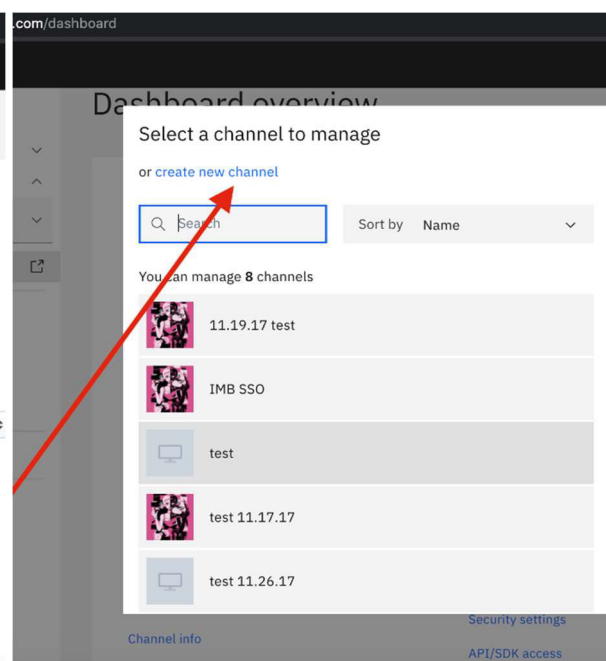 .com/dashboard
Dashboard overview
Select a channel to manage
or create new channel
Search
Sort by Name
You can manage 8 channels
11.19.17 test
IMB SSO
test
test 11.17.17
test 11.26.17
Security settings
Channel info
API/SDK access